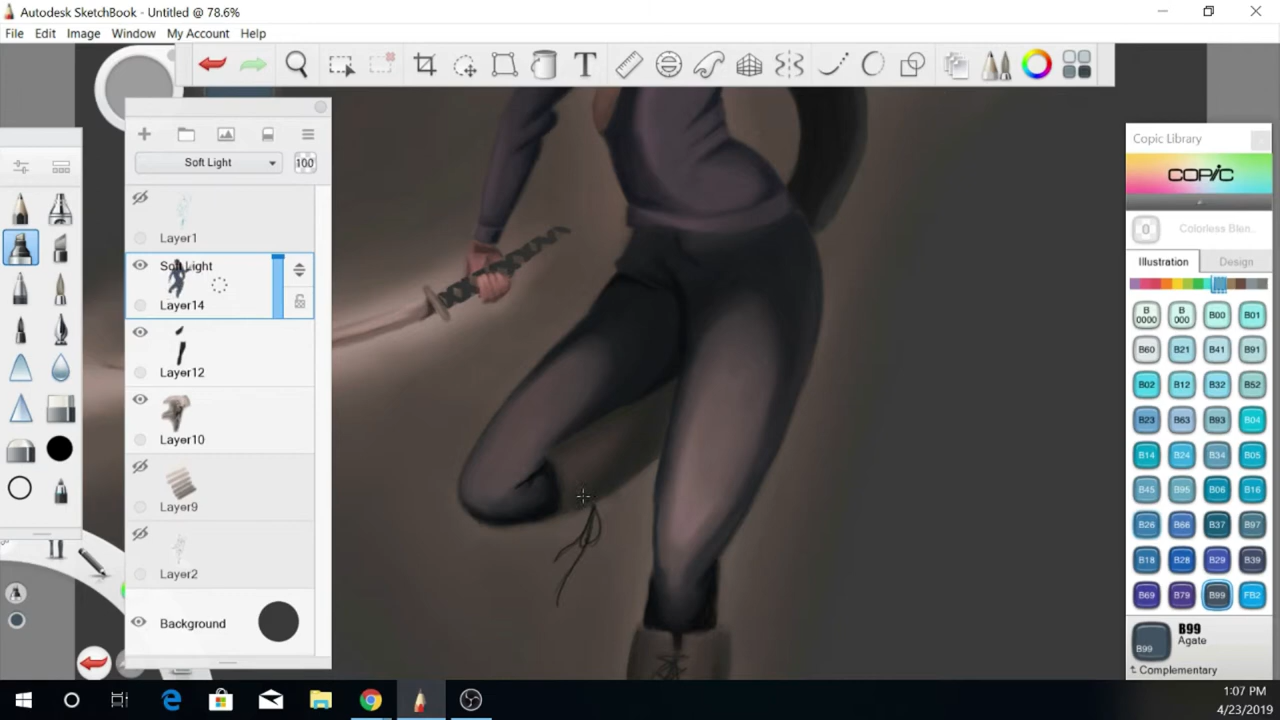 Autodesk SketchBook - Untitled @ 78.6%
File Edit Image Window My Account Help
T
Soft Light 100
Layer1
Soft Light
Layer14
Layer12
Layer10
Layer9
Layer2
Background
Copic Library
COPIC
0 Colorless Blen..
Illustration Design
B 0000 B 000 B00 B01
B60 B21 B41 B91
B02 B12 B32 B52
B23 B63 B93 B04
B14 B24 B34 B05
B45 B95 B06 B16
B26 B66 B37 B97
B18 B28 B29 B39
B69 B79 B99 FB2
B99
B99
Agate
Complementary
1:07 PM
4/23/2019